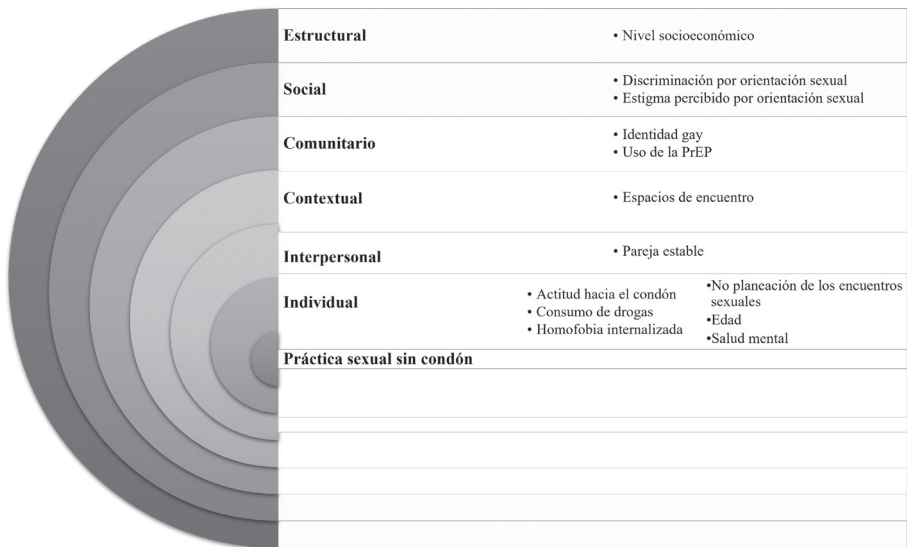 Estructural
• Nivel socioeconómico
Social
• Discriminación por orientación sexual
• Estigma percibido por orientación sexual
Comunitario
• Identidad gay
• Uso de la PrEP
Contextual
• Espacios de encuentro
Interpersonal
• Pareja estable
Individual
• Actitud hacia el condón
• Consumo de drogas
• Homofobia internalizada
•No planeación de los encuentros
sexuales
•Edad
•Salud mental
Práctica sexual sin condón